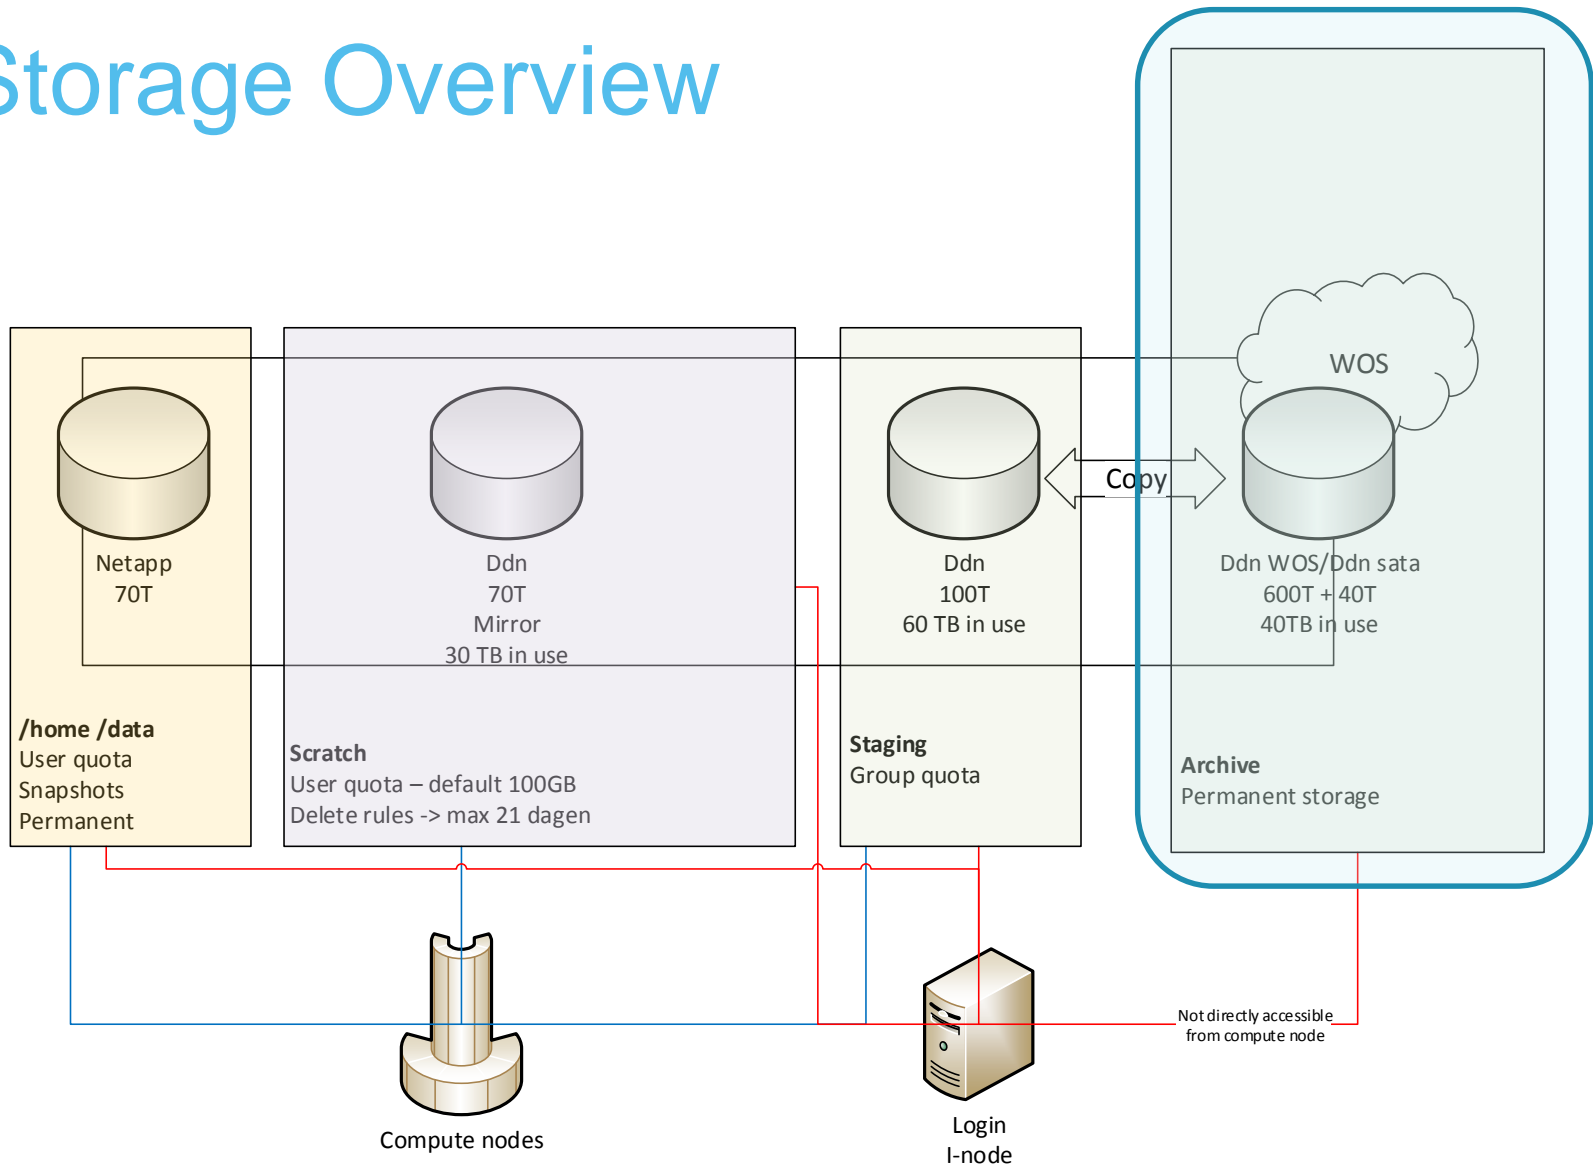 Storage Overview
WOS
Copy
Netapp
70T
Ddn
70T
Mirror
30 TB in use
Ddn
100T
60 TB in use
Ddn WOS/Ddn sata
600T + 40T
40TB in use
/home /data
User quota
Snapshots
Permanent
Scratch
User quota – default 100GB
Delete rules -> max 21 dagen
Staging
Group quota
Archive
Permanent storage
Not directly accessible
from compute node
Compute nodes
Login
I-node